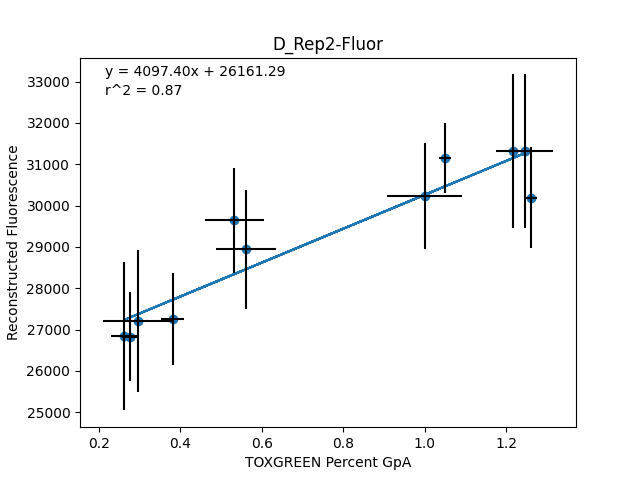 D_Rep2-Fluor
y = 4097.40x + 26161.29
r^2 = 0.87
33000
32000
31000
30000
29000
28000
27000
26000
25000
Reconstructed Fluorescence
0.2 0.4 0.6 0.8 1.0 1.2
TOXGREEN Percent GpA